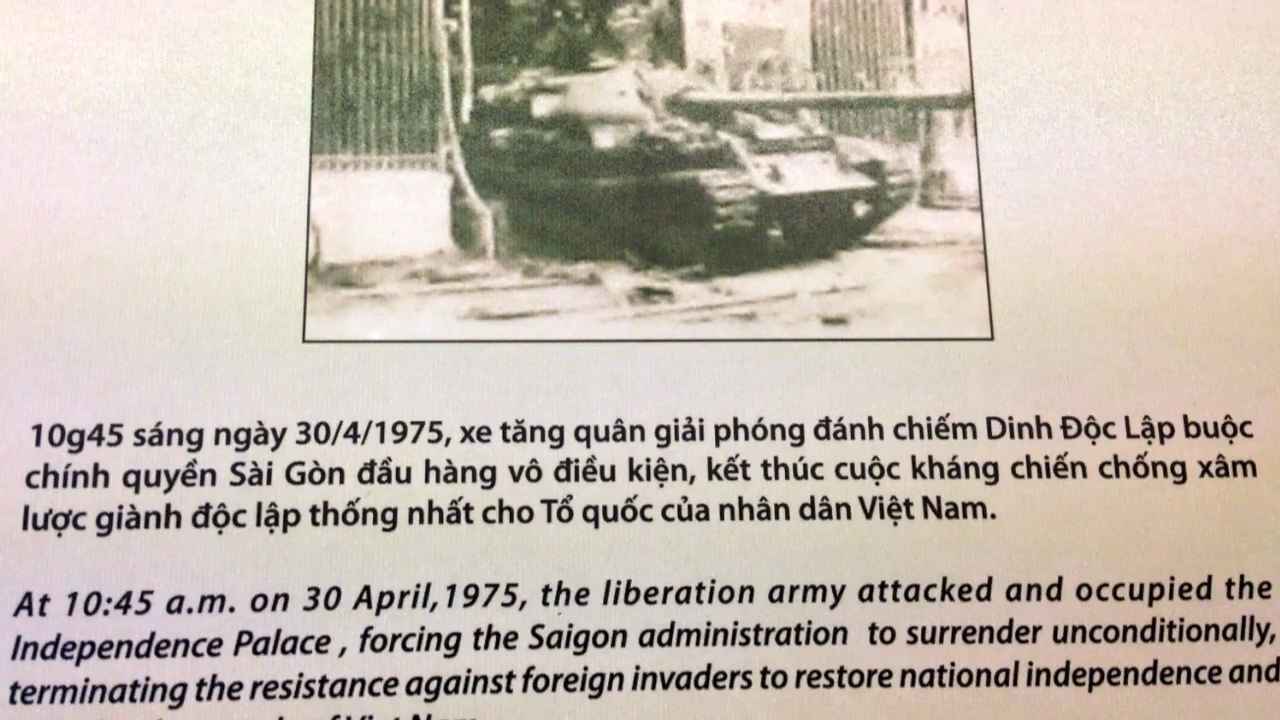 10g45 sáng ngày 30/4/1975, xe tăng quân giải phóng đánh chiếm Dinh Độc Lập buộc
chính quyền Sài Gòn đầu hàng vô điều kiện, kết thúc cuộc kháng chiến chống xâm
lược giành độc lập thống nhất cho Tổ quốc của nhân dân Việt Nam.
At 10:45 a.m. on 30 April,1975, the liberation army attacked and occupied the
Independence Palace , forcing the Saigon administration to surrender unconditionally,
terminating the resistance against foreign invaders to restore national independence and
of Viet Nam